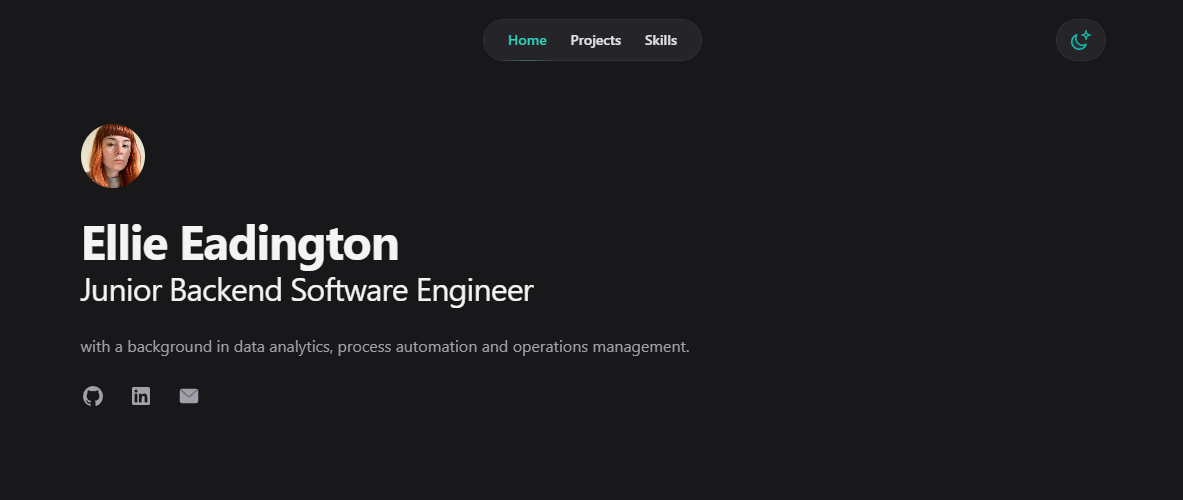 Home Projects Skills
Ellie Eadington
Junior Backend Software Engineer
with a background in data analytics, process automation and operations management.
in